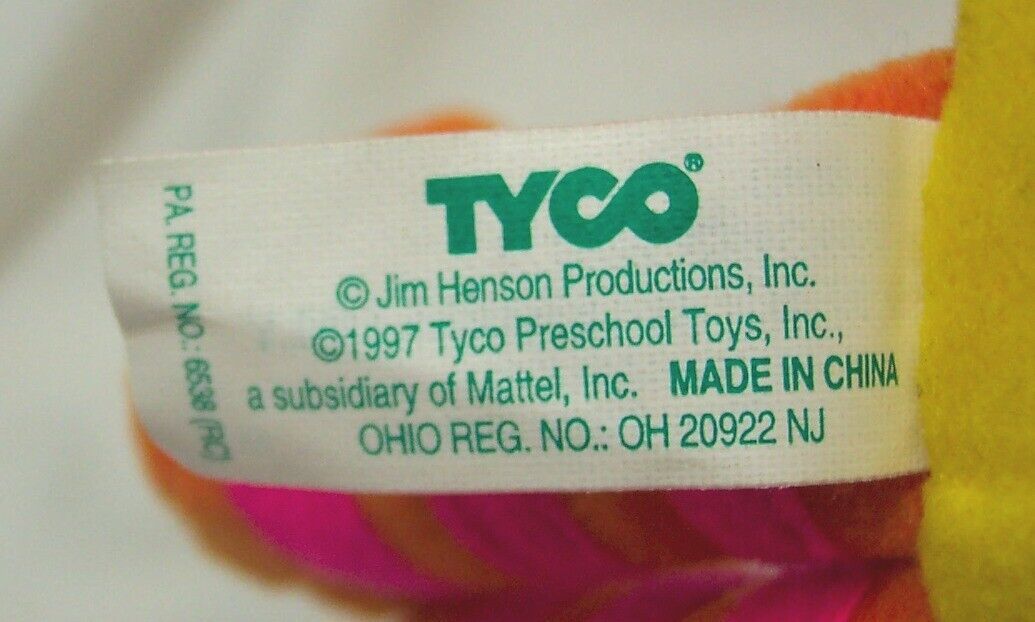 TYCO®
© Jim Henson Productions, Inc.
©1997 Tyco Preschool Toys, Inc.,
a subsidiary of Mattel, Inc. MADE IN CHINA
OHIO REG. NO.: OH 20922 NJ
PA. REG. NO.: 6538 (RC)